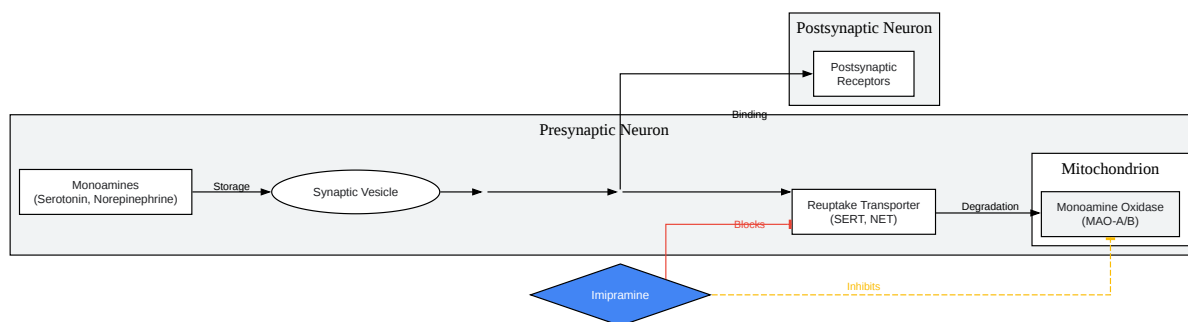 Postsynaptic Neuron
Postsynaptic
Receptors
Binding
Presynaptic Neuron
Mitochondrion
Monoamines
(Serotonin, Norepinephrine)
Storage
Synaptic Vesicle
Reuptake Transporter
(SERT, NET)
Degradation
Monoamine Oxidase
(MAO-A/B)
Blocks
Imipramine
Inhibits